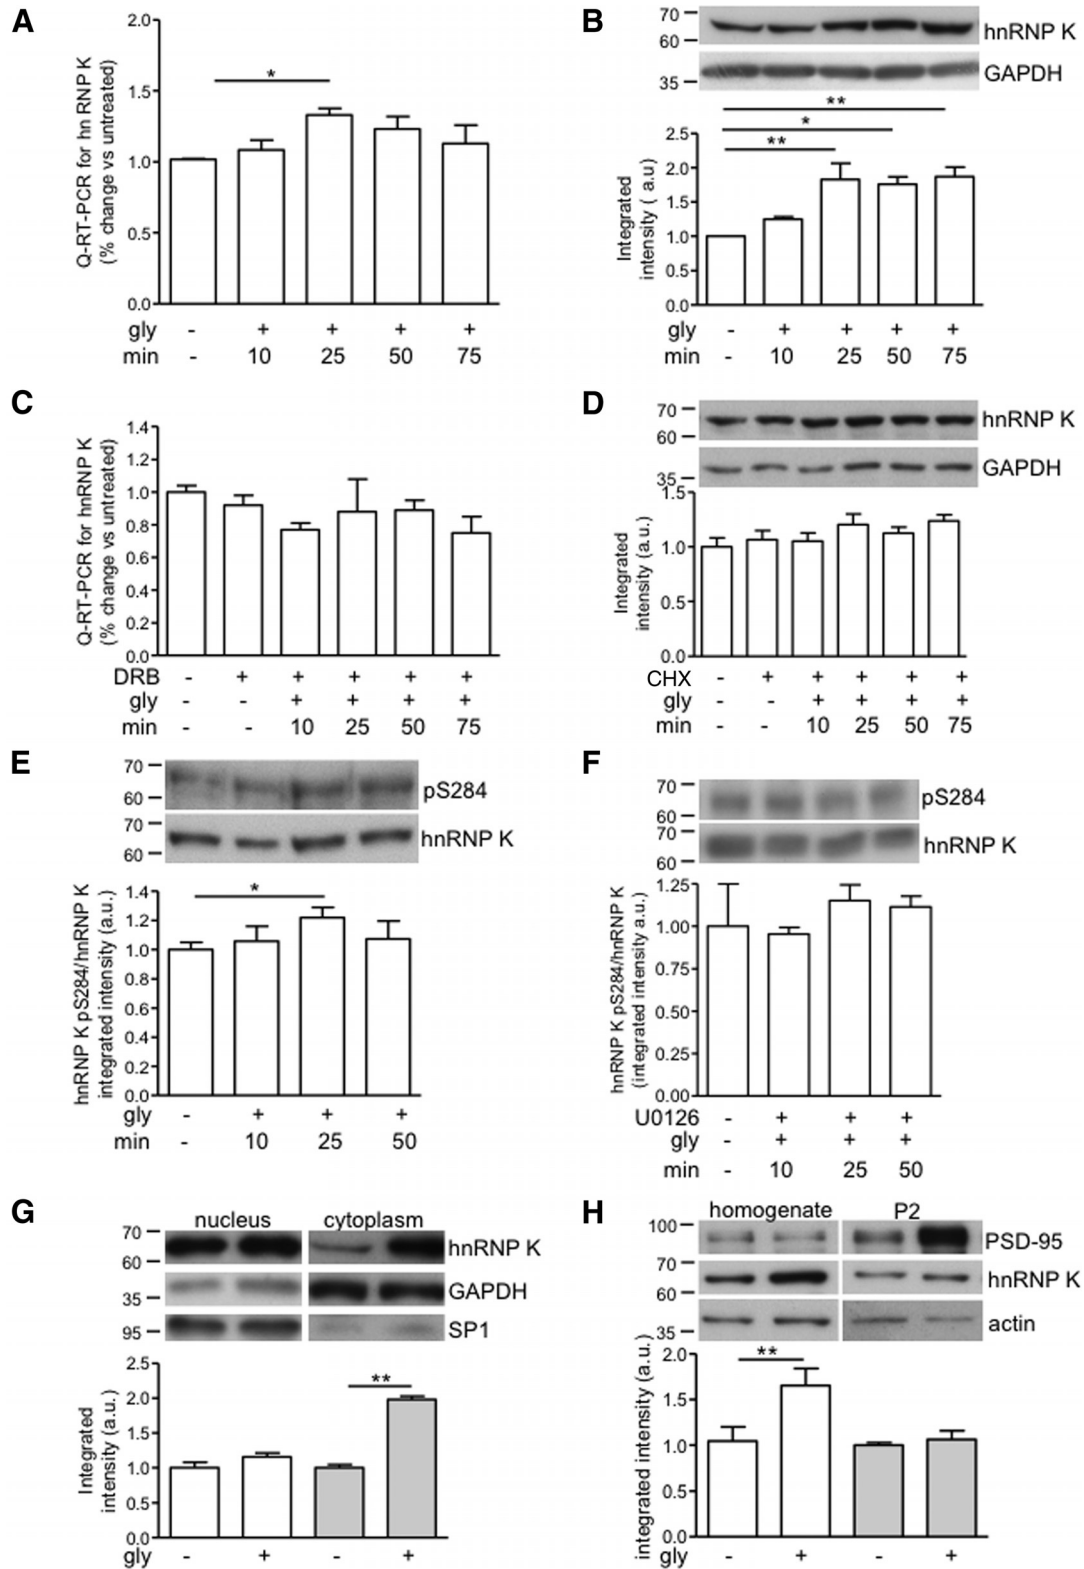 A
Q-RT-PCR for hn RNP K
(% change vs untreated)
2.0
1.5
1.0
0.5
0.0
*
gly - + + + +
min - 10 25 50 75
B
70
60
hnRNP K
35
GAPDH
**
*
**
Integrated
intensity ( a.u)
2.5
2.0
1.5
1.0
0.5
0.0
gly - + + + +
min - 10 25 50 75
C
Q-RT-PCR for hnRNP K
(% change vs untreated)
1.4
1.2
1.0
0.8
0.6
0.4
0.2
0.0
DRB - + + + + +
gly - - + + + +
min - - 10 25 50 75
D
70
60
hnRNP K
35
GAPDH
Integrated
intensity (a.u.)
1.5
1.0
0.5
0.0
CHX - + + + + +
gly - - + + + +
min - - 10 25 50 75
E
70
60
pS284
70
60
hnRNP K
hnRNP K pS284/hnRNP K
integrated intensity (a.u.)
1.4
1.2
1.0
0.8
0.6
0.4
0.2
0.0
*
gly - + + +
min - 10 25 50
F
70
60
pS284
70
60
hnRNP K
hnRNP K pS284/hnRNP K
(integrated intensity a.u.)
1.25
1.00
0.75
0.50
0.25
0.00
U0126 - + + +
gly - + + +
min - 10 25 50
G
nucleus cytoplasm
70
60
hnRNP K
35
GAPDH
95
SP1
Integrated
intensity (a.u.)
2.5
2.0
1.5
1.0
0.5
0.0
**
gly - + - +
H
homogenate P2
100
PSD-95
70
60
hnRNP K
35
actin
integrated intensity (a.u.)
2.0
1.5
1.0
0.5
0.0
**
gly - + - +